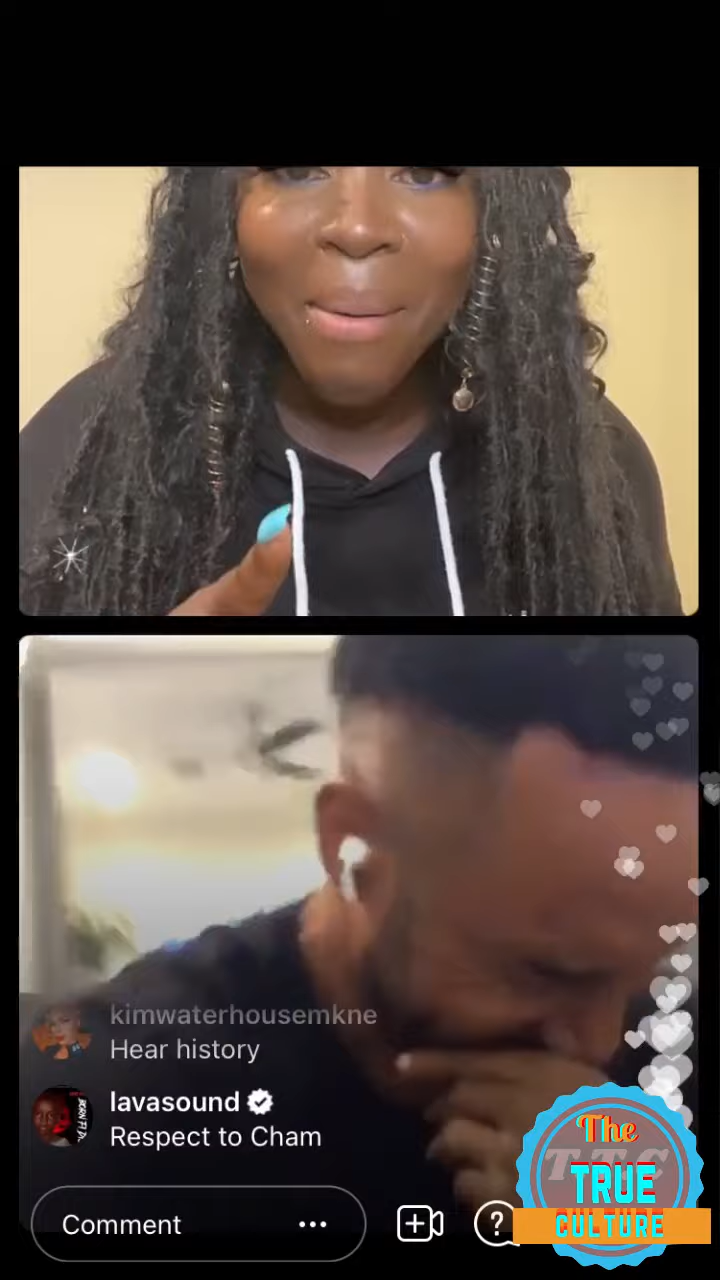 kimwaterhousemkne
Hear history
lavasound
Respect to Cham
Comment
The
T.T.C
TRUE
CULTURE